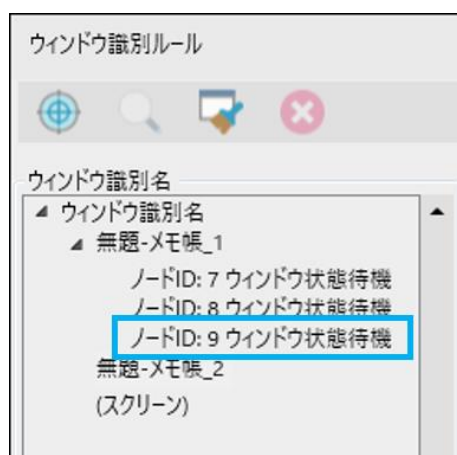 ウィンドウ識別ルール
ウィンドウ識別名
ウィンドウ識別名
無題-メモ帳_1
ノードID: 7 ウィンドウ状態待機
ノードID: 8 ウィンドウ状態待機
ノードID: 9 ウィンドウ状態待機
無題-メモ帳_2
(スクリーン)